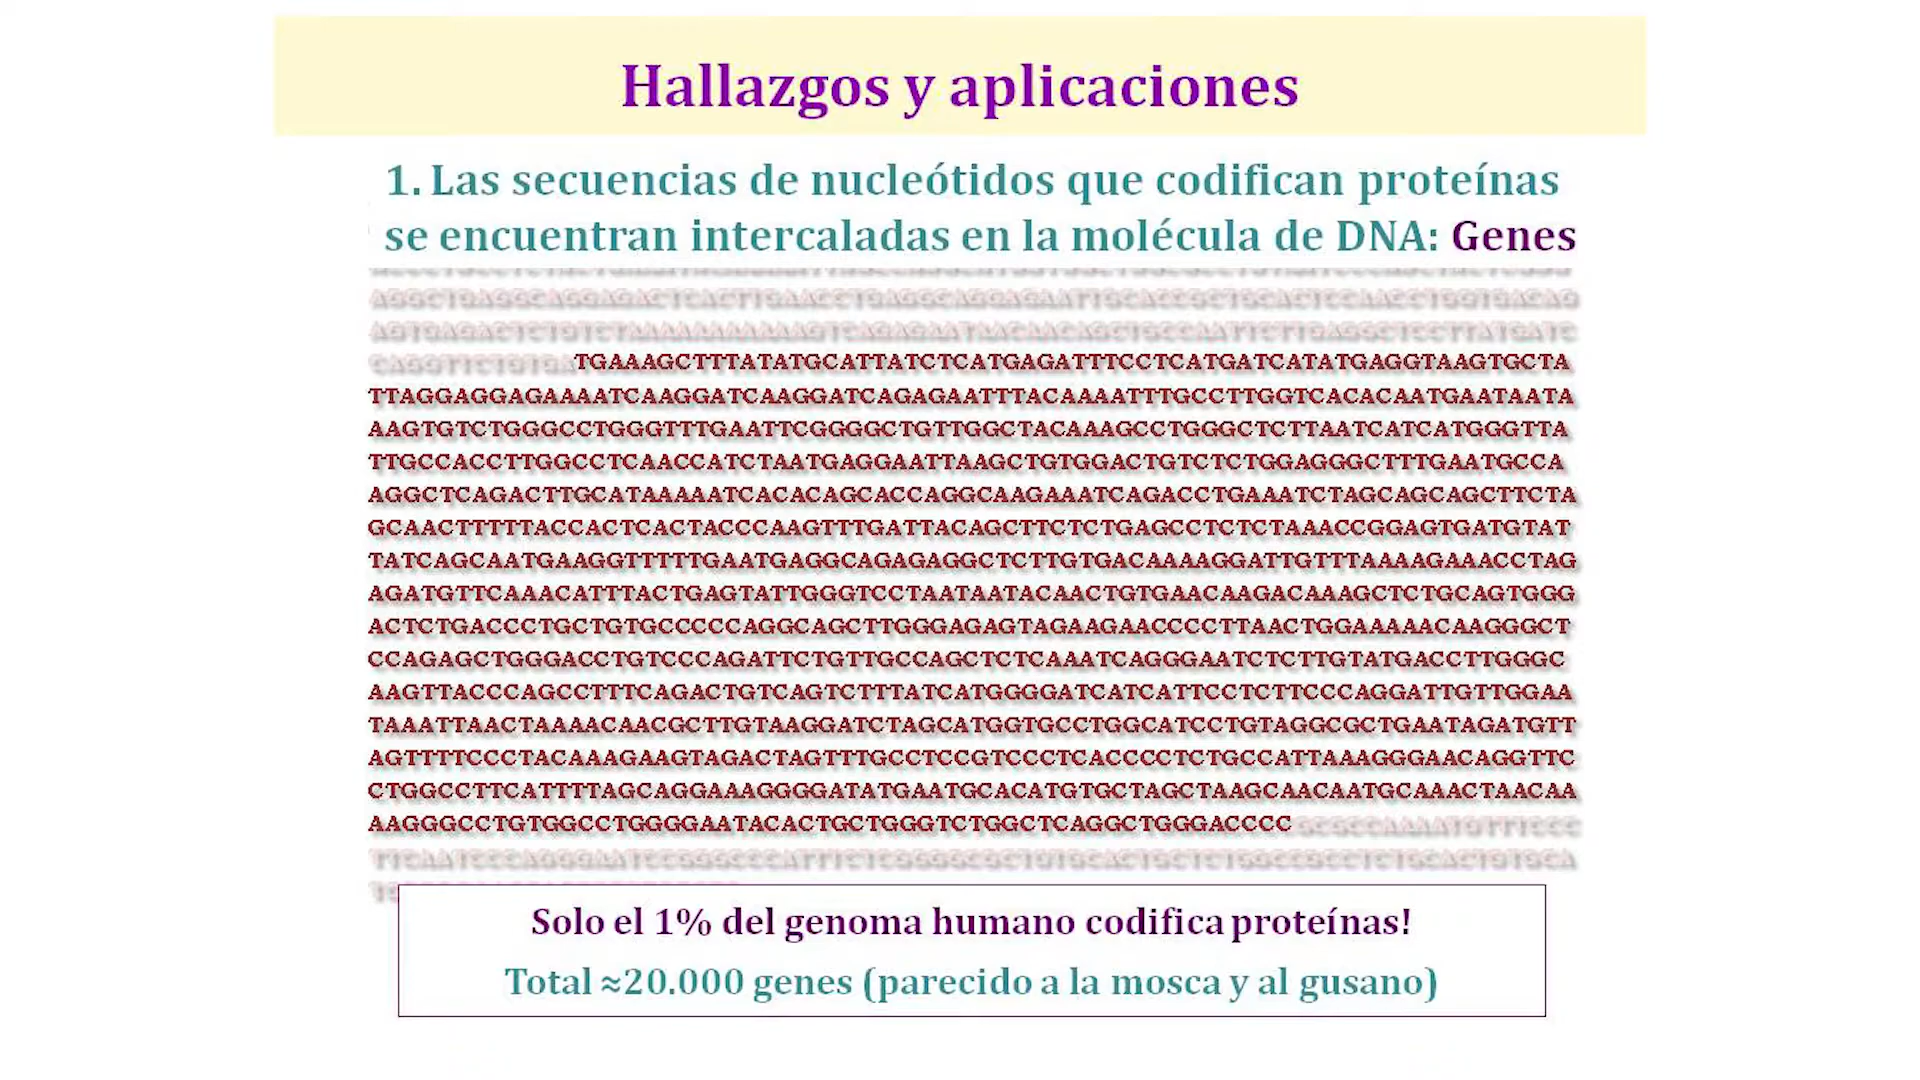 Hallazgos y aplicaciones
1. Las secuencias de nucleótidos que codifican proteínas
se encuentran intercaladas en la molécula de DNA: Genes
TGAAAGCTTTATATGCATTATCTCATGAGATTTCCTCATGATCATATGAGGTAAGTGCTA
TTAGGAGGAGAAAATCAAGGATCAAGGATCAGAGAATTTACAAAATTTGCCTTGGTCACACAATGAATAATA
AAGTGTCTGGGCCTGGGTTTGAATTCGGGGCTGTTGGCTACAAAGCCTGGGCTCTTAATCATCATGGGTTA
TTGCCACCTTGGCCTCAACCATCTAATGAGGAATTAAGCTGTGGACTGTCTCTGGAGGGCTTTGAATGCCA
AGGCTCAGACTTGCATAAAAATCACACAGCACCAGGCAAGAAATCAGACCTGAAATCTAGCAGCAGCTTCTA
GCAACTTTTTACCACTCACTACCCAAGTTTGATTACAGCTTCTCTGAGCCTCTCTAAACCGGAGTGATGTAT
TATCAGCAATGAAGGTTTTTGAATGAGGCAGAGAGGCTCTTGTGACAAAAGGATTGTTTAAAAGAAACCTAG
AGATGTTCAAACATTTACTGAGTATTGGGTCCTAATAATACAACTGTGAACAAGACAAAGCTCTGCAGTGGG
ACTCTGACCCTGCTGTGCCCCCAGGCAGCTTGGGAGAGTAGAAGAACCCCTTAACTGGAAAAACAAGGGCT
CCAGAGCTGGGACCTGTCCCAGATTCTGTTGCCAGCTCTCAAATCAGGGAATCTCTTGTATGACCTTGGGC
AAGTTACCCAGCCTTTCAGACTGTCAGTCTTTATCATGGGGATCATCATTCCTCTTCCCAGGATTGTTGGAA
TAAATTAACTAAAACAACGCTTGTAAGGATCTAGCATGGTGCCTGGCATCCTGTAGGCGCTGAATAGATGTT
AGTTTTCCCTACAAAGAAGTAGACTAGTTTGCCTCCGTCCCTCACCCCTCTGCCATTAAAGGGAACAGGTTC
CTGGCCTTCATTTTAGCAGGAAAGGGGATATGAATGCACATGTGCTAGCTAAGCAACAATGCAAACTAACAA
AAGGGCCTGTGGCCTGGGGAATACACTGCTGGGTCTGGCTCAGGCTGGGACCCC
Solo el 1% del genoma humano codifica proteínas!
Total ≈20.000 genes (parecido a la mosca y al gusano)